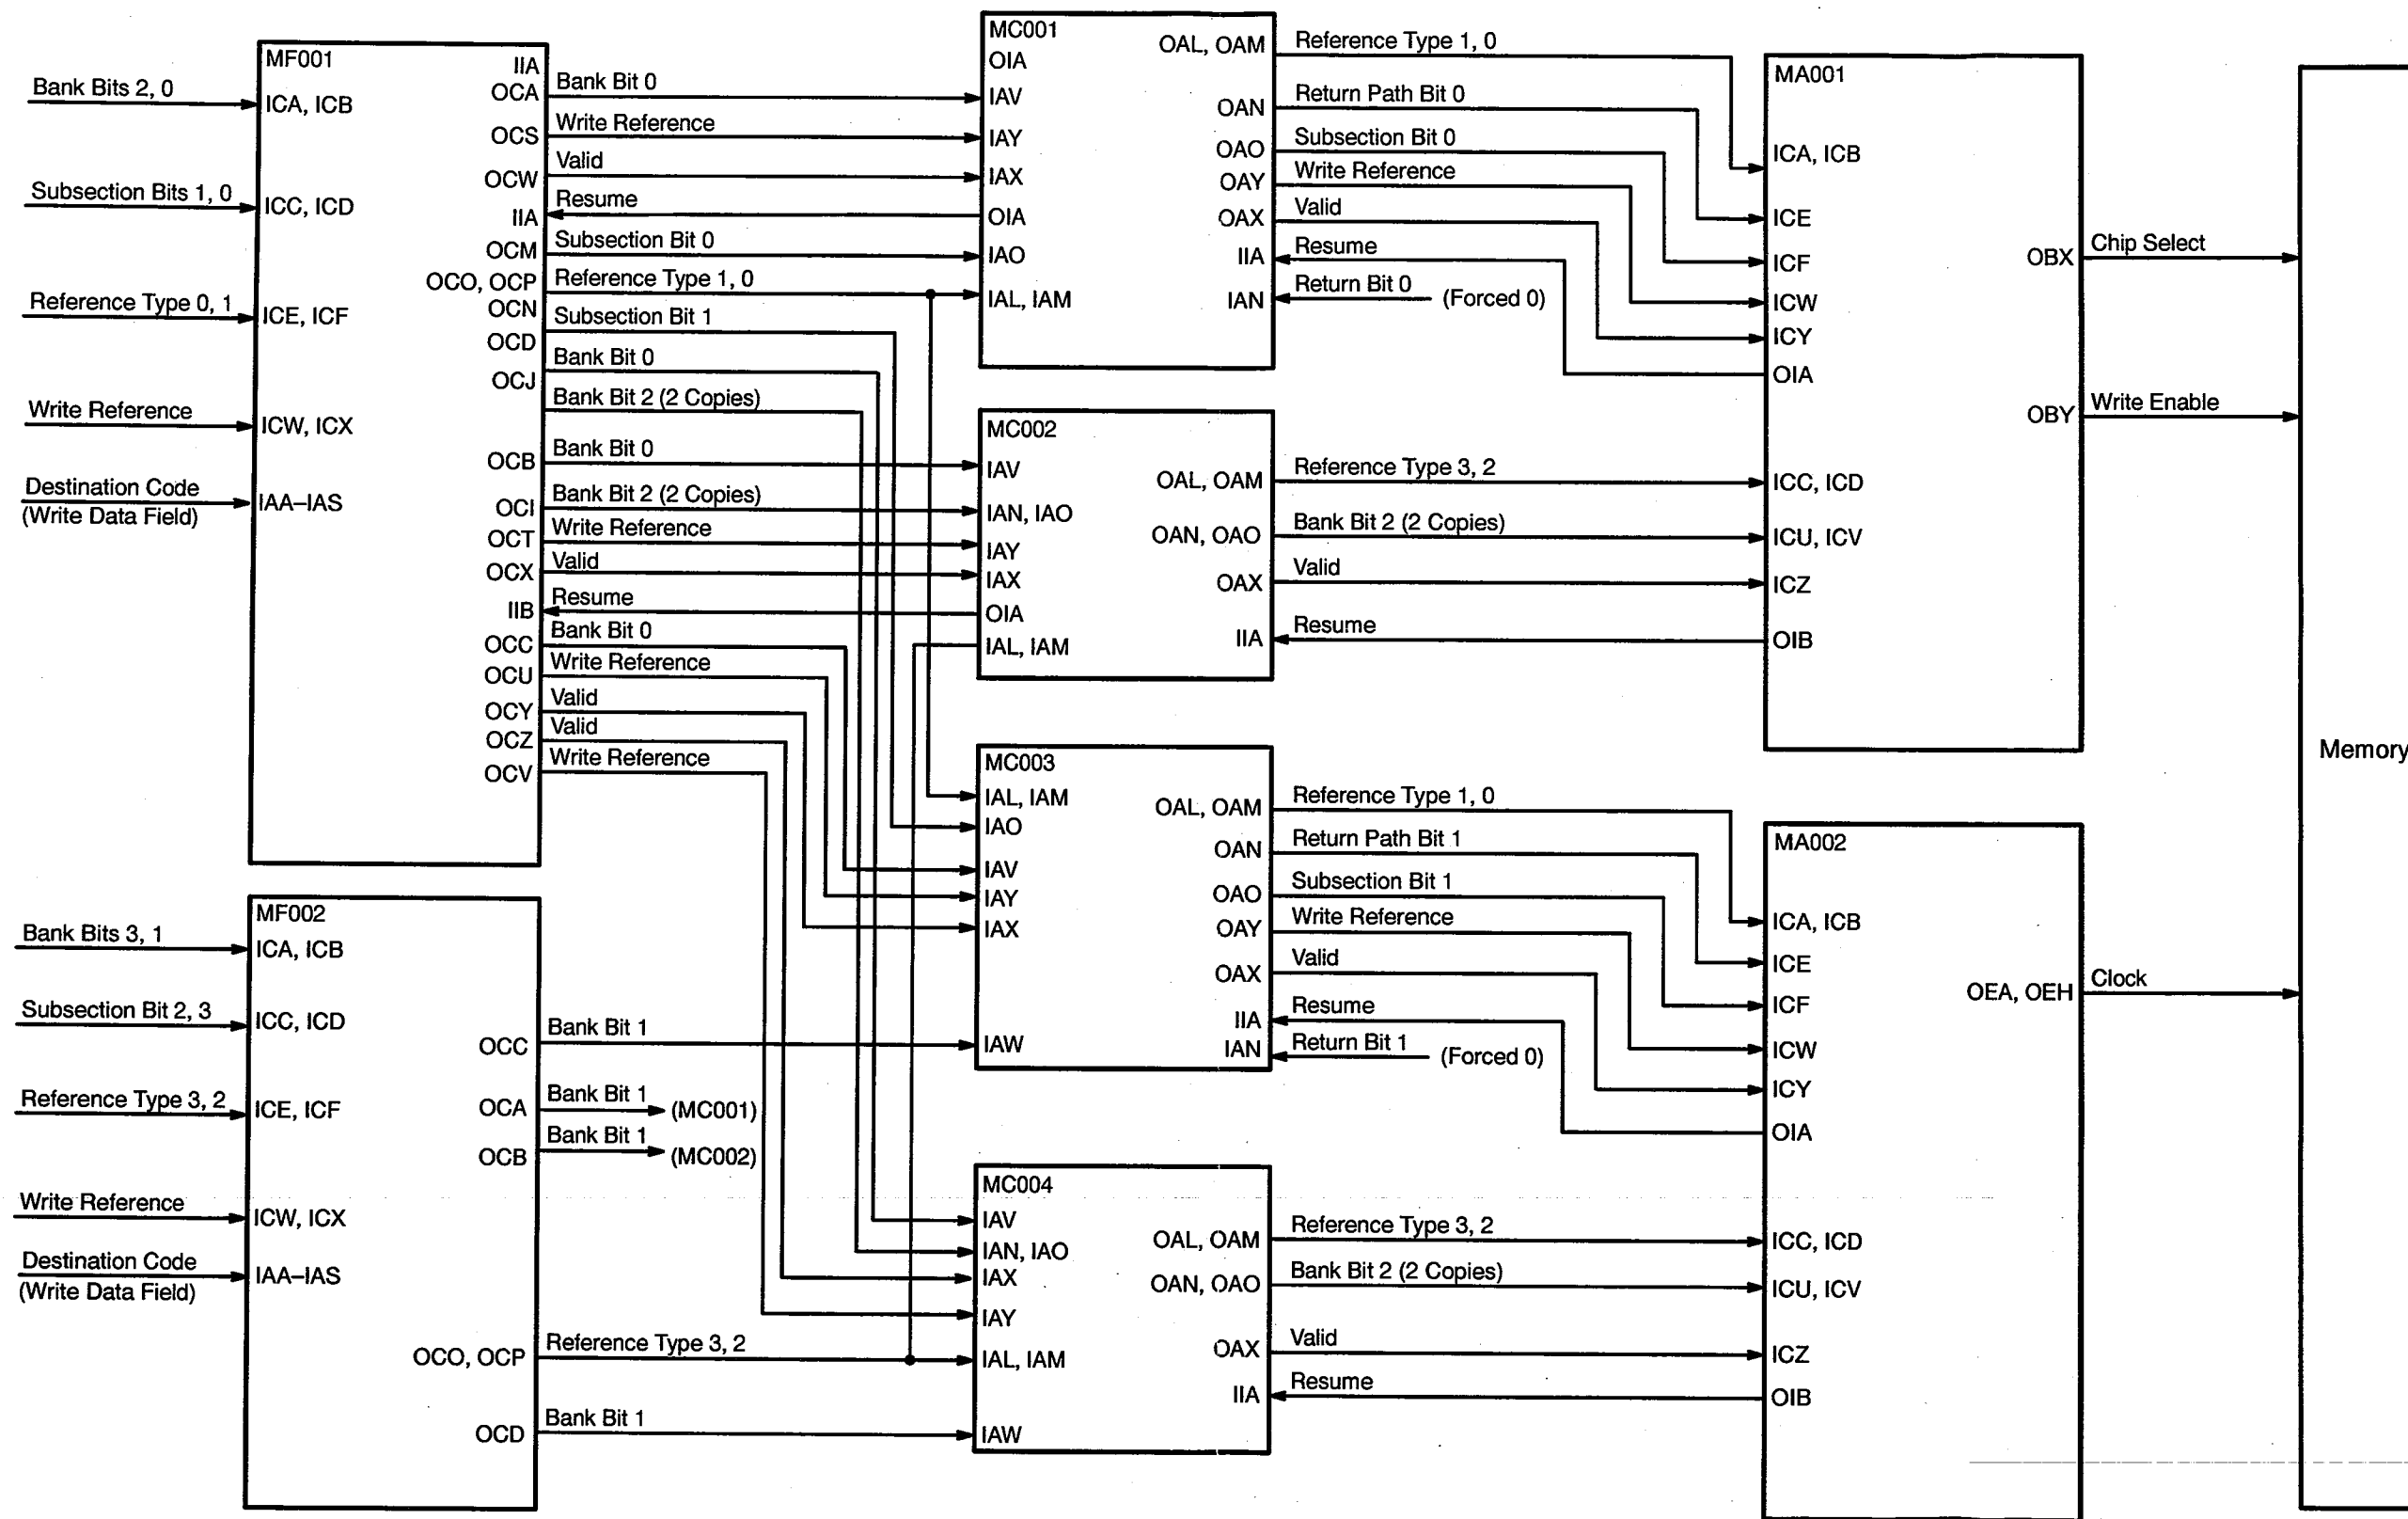 MF001
Bank Bits 2, 0
ICA, ICB
Subsection Bits 1, 0
ICC, ICD
Reference Type 0, 1
ICE, ICF
Write Reference
ICW, ICX
Destination Code
(Write Data Field)
IAA–IAS
IIA
OCA
Bank Bit 0
OCS
Write Reference
OCW
Valid
IIA
Resume
OCM
Subsection Bit 0
OCO, OCP
Reference Type 1, 0
OCN
Subsection Bit 1
OCD
Bank Bit 0
OCJ
Bank Bit 2 (2 Copies)
OCB
Bank Bit 0
OCI
Bank Bit 2 (2 Copies)
OCT
Write Reference
OCX
Valid
IIB
Resume
OCC
Bank Bit 0
OCU
Write Reference
OCY
Valid
OCZ
Valid
OCV
Write Reference
MF002
Bank Bits 3, 1
ICA, ICB
Subsection Bit 2, 3
ICC, ICD
Reference Type 3, 2
ICE, ICF
Write Reference
ICW, ICX
Destination Code
(Write Data Field)
IAA–IAS
OCC
Bank Bit 1
OCA
Bank Bit 1
(MC001)
OCB
Bank Bit 1
(MC002)
OCO, OCP
Reference Type 3, 2
OCD
Bank Bit 1
MC001
OIA
IAV
IAY
IAX
OIA
IAO
IAL, IAM
OAL, OAM
Reference Type 1, 0
OAN
Return Path Bit 0
OAO
Subsection Bit 0
OAY
Write Reference
OAX
Valid
IIA
Resume
IAN
Return Bit 0
(Forced 0)
MC002
IAV
IAN, IAO
IAY
IAX
OIA
IAL, IAM
OAL, OAM
Reference Type 3, 2
OAN, OAO
Bank Bit 2 (2 Copies)
OAX
Valid
IIA
Resume
MC003
IAL, IAM
IAO
IAV
IAY
IAX
IAW
OAL, OAM
Reference Type 1, 0
OAN
Return Path Bit 1
OAO
Subsection Bit 1
OAY
Write Reference
OAX
Valid
IIA
Resume
IAN
Return Bit 1
(Forced 0)
MC004
IAV
IAN, IAO
IAX
IAY
IAL, IAM
IAW
OAL, OAM
Reference Type 3, 2
OAN, OAO
Bank Bit 2 (2 Copies)
OAX
Valid
IIA
Resume
MA001
ICA, ICB
ICE
ICF
ICW
ICY
OIA
ICC, ICD
ICU, ICV
ICZ
OIB
OBX
Chip Select
OBY
Write Enable
MA002
ICA, ICB
ICE
ICF
ICW
ICY
OIA
ICC, ICD
ICU, ICV
ICZ
OIB
OEA, OEH
Clock
Memory